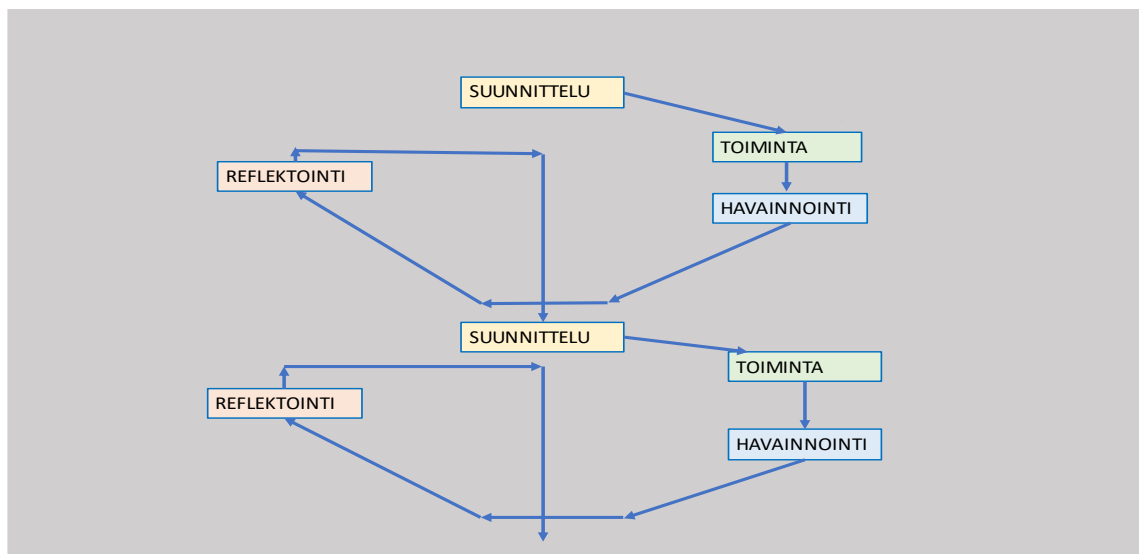 SUUNNITTELU
TOIMINTA
REFLEKTOINTI
HAVAINNOINTI
SUUNNITTELU
TOIMINTA
REFLEKTOINTI
HAVAINNOINTI